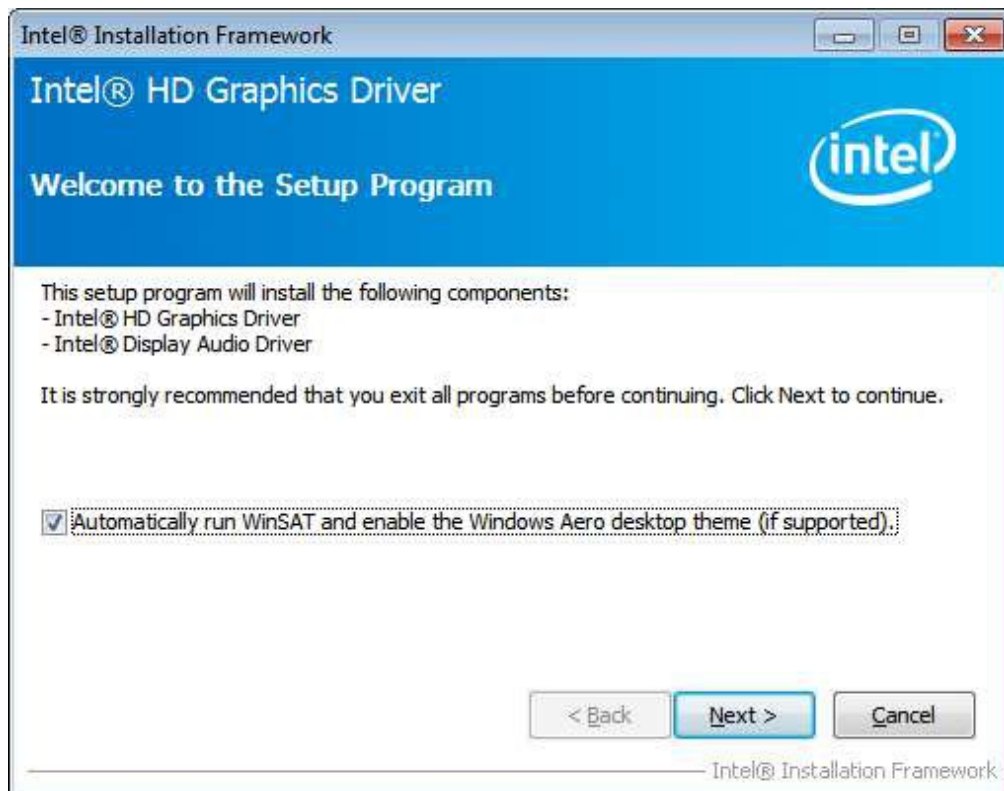 Intel® Installation Framework
Intel® HD Graphics Driver
intel
Welcome to the Setup Program
This setup program will install the following components:
- Intel® HD Graphics Driver
- Intel® Display Audio Driver
It is strongly recommended that you exit all programs before continuing. Click Next to continue.
Automatically run WinSAT and enable the Windows Aero desktop theme (if supported).
< Back Next > Cancel
Intel® Installation Framework